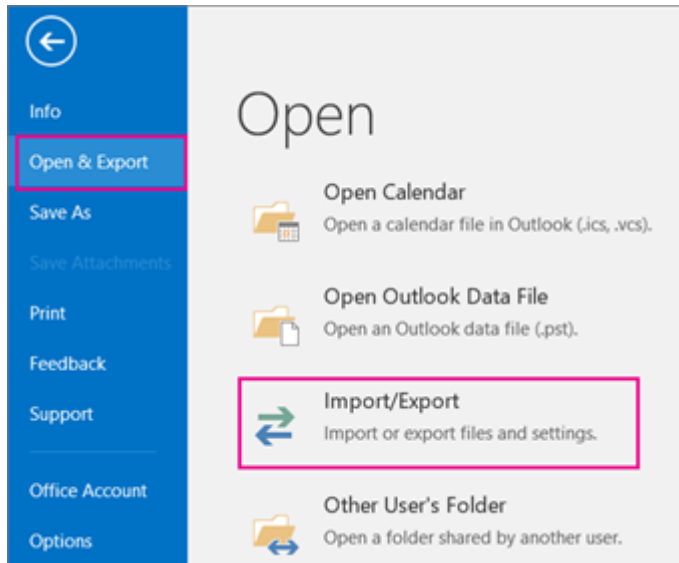 Info
Open & Export
Save As
Save Attachments
Print
Feedback
Support
Office Account
Options
Open
Open Calendar
Open a calendar file in Outlook (.ics, .vcs).
Open Outlook Data File
Open an Outlook data file (.pst).
Import/Export
Import or export files and settings.
Other User's Folder
Open a folder shared by another user.